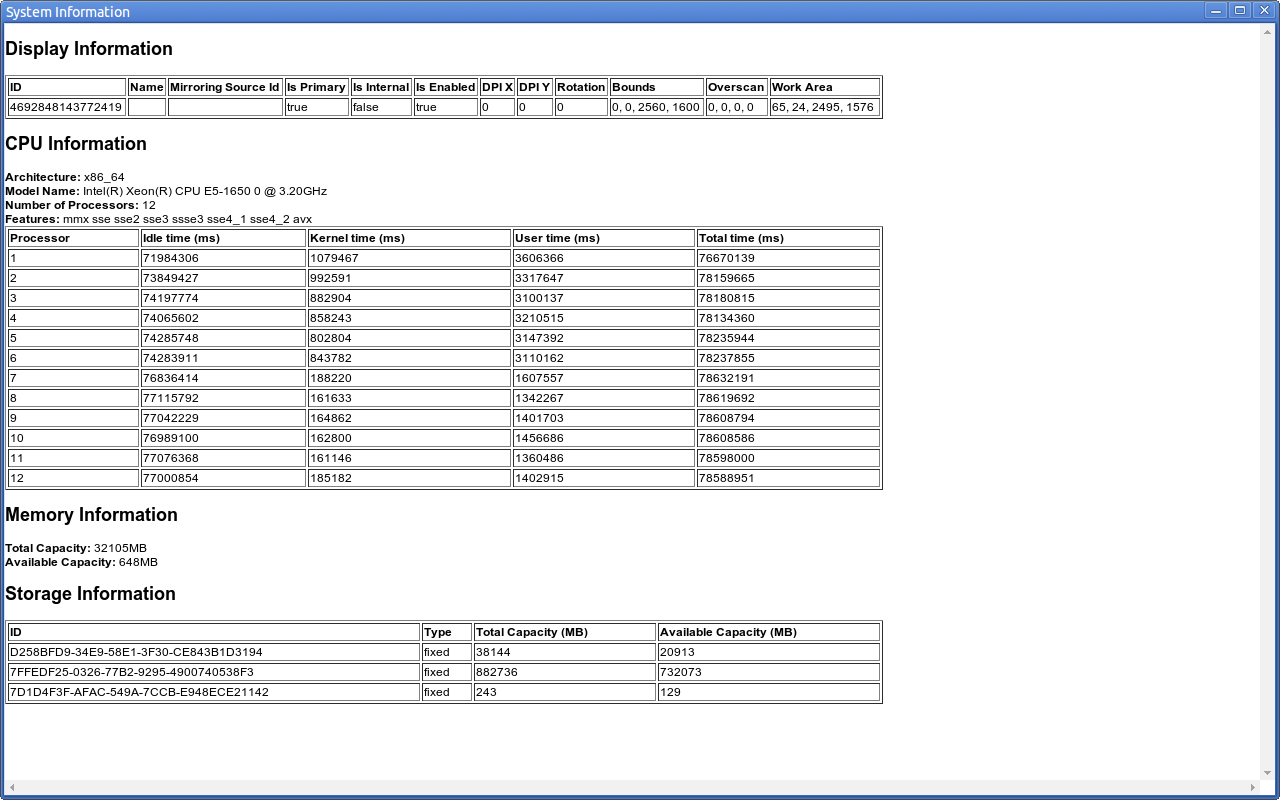 System Information
Display Information
ID Name Mirroring Source Id Is Primary Is Internal Is Enabled DPI X DPI Y Rotation Bounds Overscan Work Area
4692848143772419 true false true 0 0 0 0, 0, 2560, 1600 0, 0, 0, 0 65, 24, 2495, 1576
CPU Information
Architecture: x86_64
Model Name: Intel(R) Xeon(R) CPU E5-1650 0 @ 3.20GHz
Number of Processors: 12
Features: mmx sse sse2 sse3 ssse3 sse4_1 sse4_2 avx
Processor Idle time (ms) Kernel time (ms) User time (ms) Total time (ms)
1 71984306 1079467 3606366 76670139
2 73849427 992591 3317647 78159665
3 74197774 882904 3100137 78180815
4 74065602 858243 3210515 78134360
5 74285748 802804 3147392 78235944
6 74283911 843782 3110162 78237855
7 76836414 188220 1607557 78632191
8 77115792 161633 1342267 78619692
9 77042229 164862 1401703 78608794
10 76989100 162800 1456686 78608586
11 77076368 161146 1360486 78598000
12 77000854 185182 1402915 78588951
Memory Information
Total Capacity: 32105MB
Available Capacity: 648MB
Storage Information
ID Type Total Capacity (MB) Available Capacity (MB)
D258BFD9-34E9-58E1-3F30-CE843B1D3194 fixed 38144 20913
7FFEDF25-0326-77B2-9295-4900740538F3 fixed 882736 732073
7D1D4F3F-AFAC-549A-7CCB-E948ECE21142 fixed 243 129